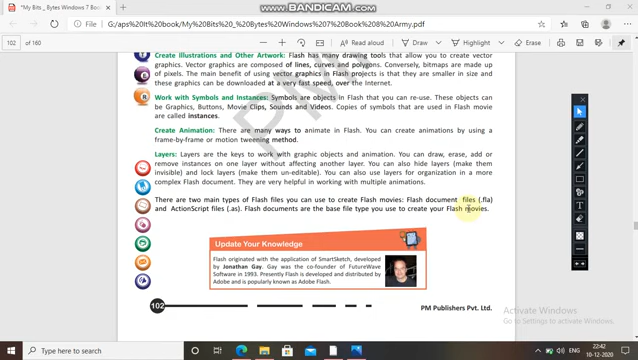 WWW.BANDICAM.COM
"My Bits _ Bytes Windows 7 Book
G:/aps%20It%20book/My%20Bits%20_%20Bytes%20Windows%207%20Book%208%20Army.pdf
102 of 160
Read aloud
Draw
Highlight
Erase
Create Illustrations and Other Artwork: Flash has many drawing tools that allow you to create vector
graphics. Vector graphics are composed of lines, curves and polygons. Conversely, bitmaps are made up
of pixels. The main benefit of using vector graphics in Flash projects is that they are smaller in size and
these graphics can be downloaded at a very fast speed, over the Internet.
Work with Symbols and Instances: Symbols are objects in Flash that you can re-use. These objects can
be Graphics, Buttons, Movie Clips, Sounds and Videos. Copies of symbols that are used in Flash movie
are called instances.
Create Animation: There are many ways to animate in Flash. You can create animations by using a
frame-by-frame or motion tweening method.
Layers: Layers are the keys to work with graphic objects and animation. You can draw, erase, add or
remove instances on one layer without affecting another layer. You can also hide layers (make them
invisible) and lock layers (make them un-editable). You can also use layers for organization in a more
complex Flash document. They are very helpful in working with multiple animations.
There are two main types of Flash files you can use to create Flash movies: Flash document files (.fla)
and ActionScript files (.as). Flash documents are the base file type you use to create your Flash movies.
Update Your Knowledge
Flash originated with the application of SmartSketch, developed
by Jonathan Gay. Gay was the co-founder of FutureWave
Software in 1993. Presently Flash is developed and distributed by
Adobe and is popularly known as Adobe Flash.
102
PM Publishers Pvt. Ltd.
Activate Windows
Go to Settings to activate Windows.
Type here to search
ENG
22:42
10-12-2020